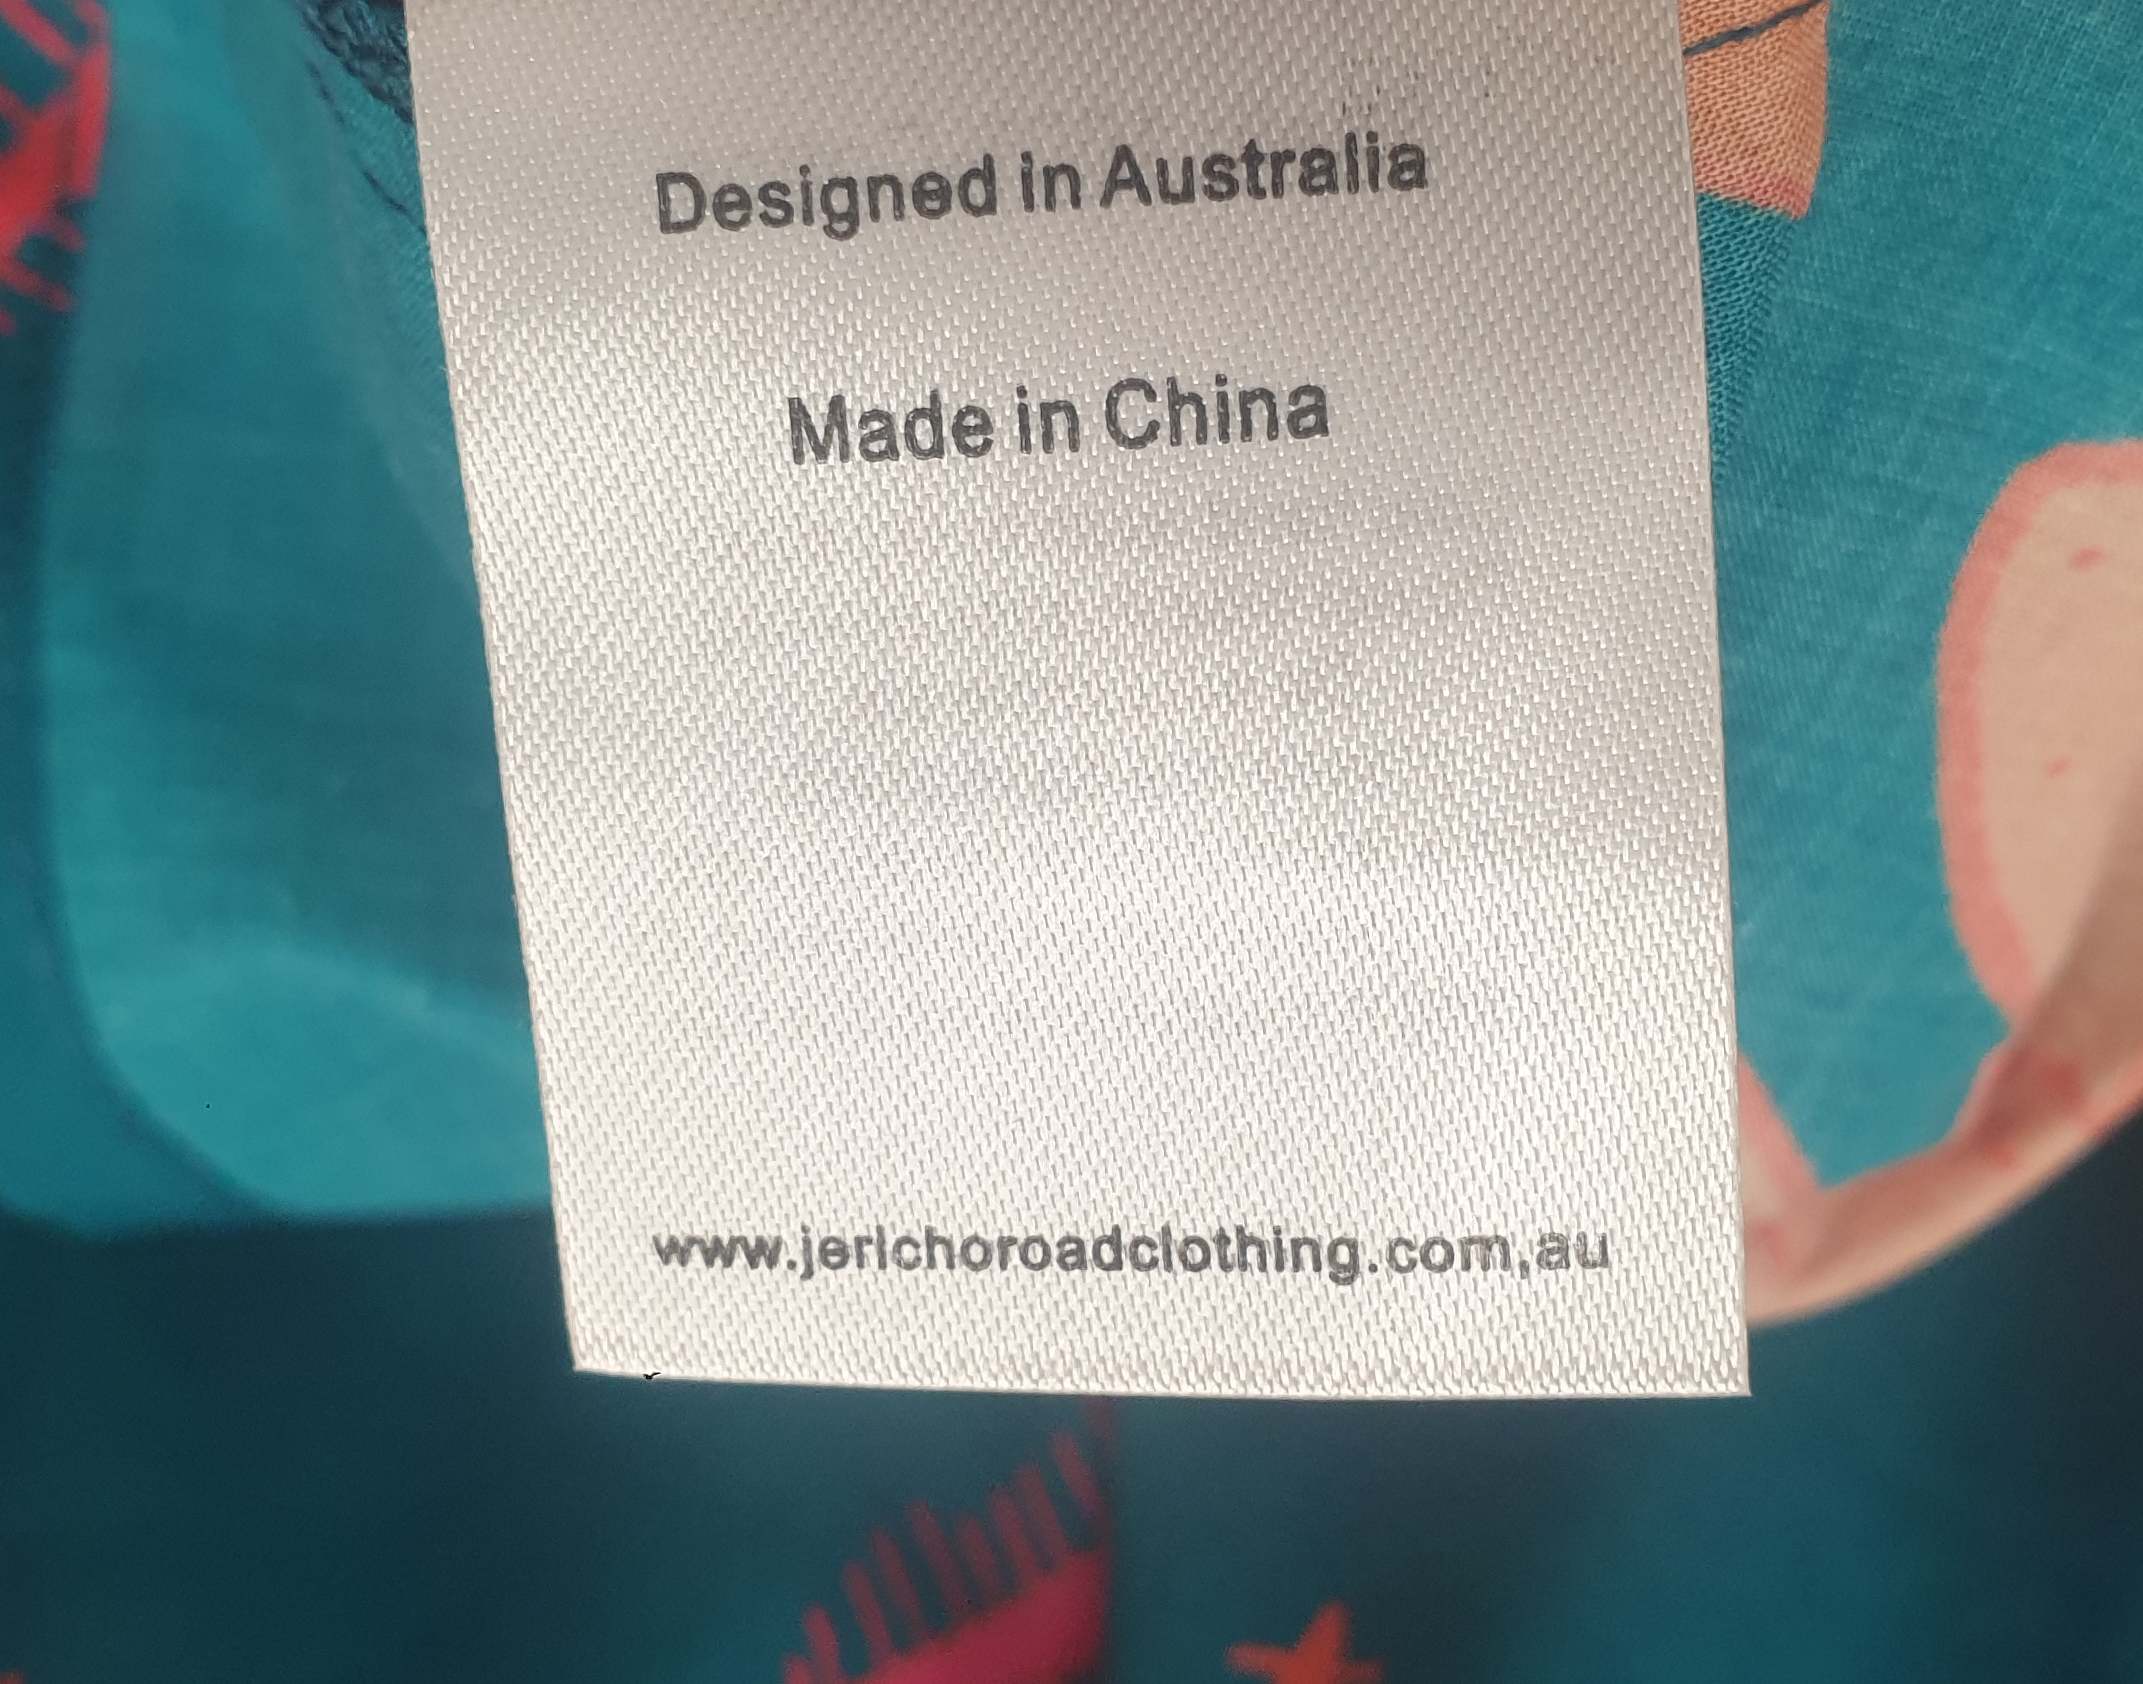 Designed in Australia
Made in China
www.jerichoroadclothing.com,au